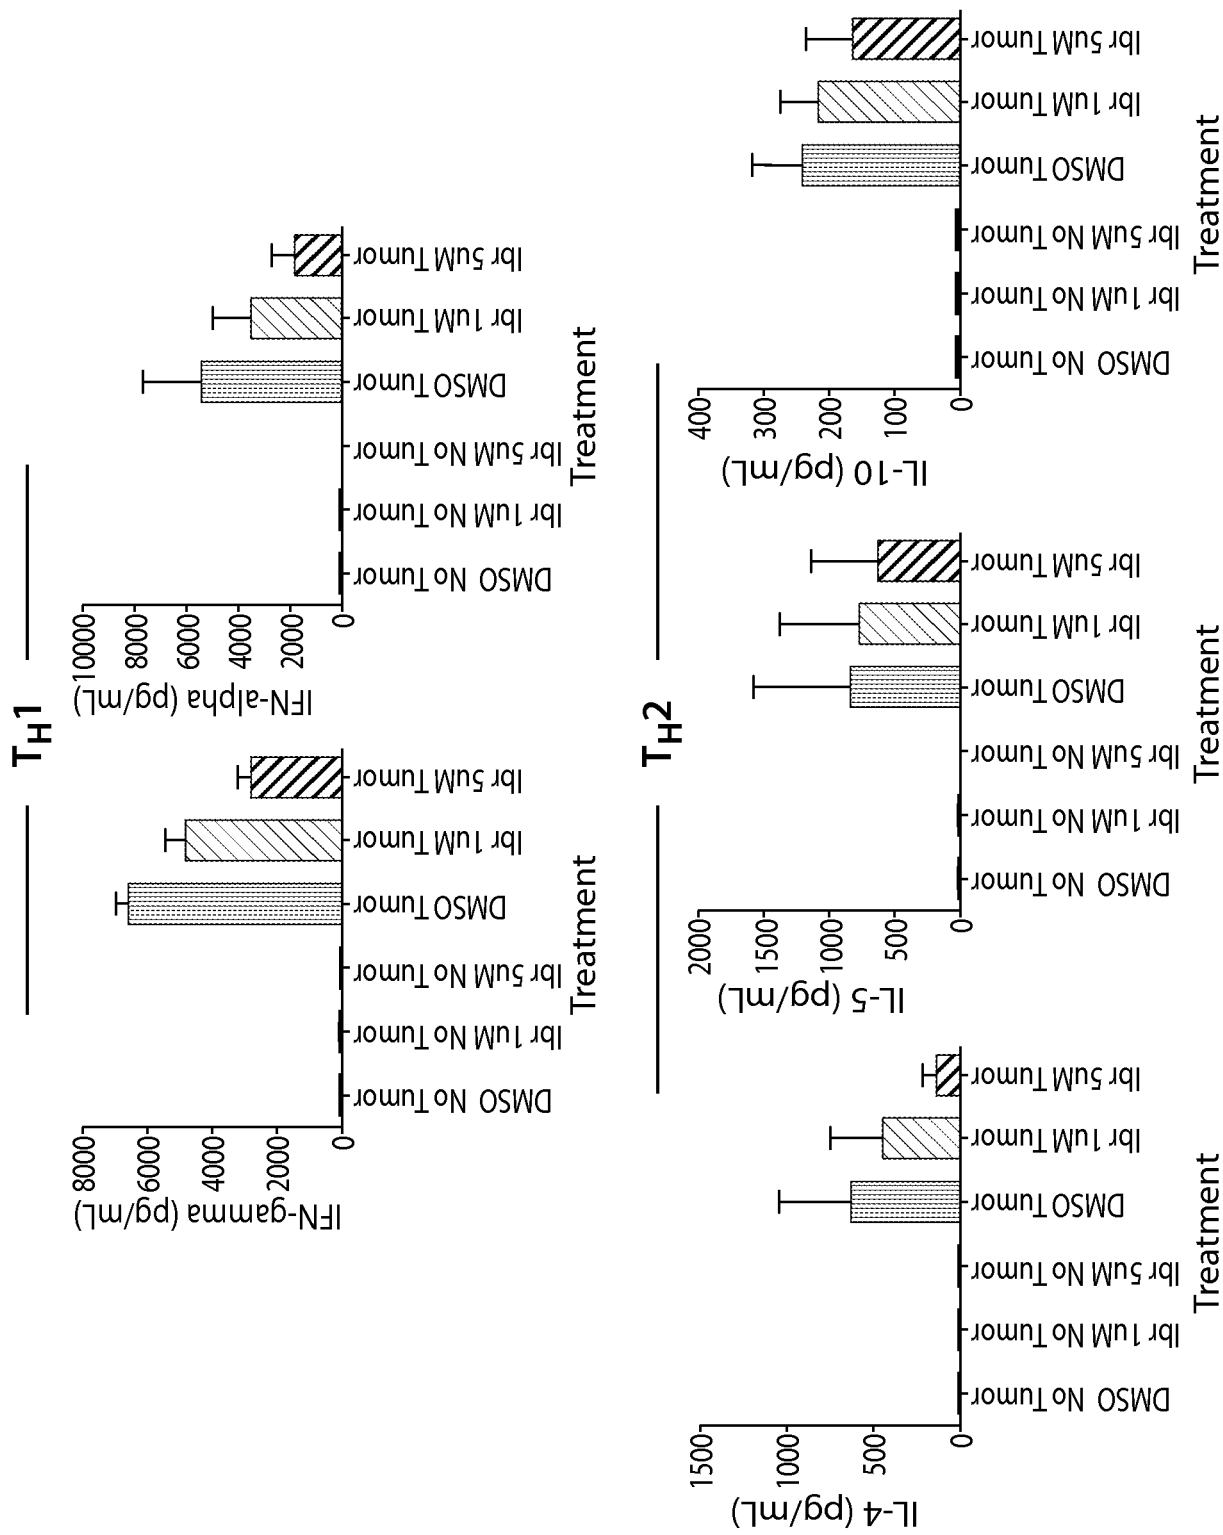 TH1
IFN-gamma (pg/mL)
8000
6000
4000
2000
0
DMSO No Tumor
Ibr 1uM No Tumor
Ibr 5uM No Tumor
DMSO Tumor
Ibr 1uM Tumor
Ibr 5uM Tumor
Treatment
IFN-alpha (pg/mL)
10000
8000
6000
4000
2000
0
DMSO No Tumor
Ibr 1uM No Tumor
Ibr 5uM No Tumor
DMSO Tumor
Ibr 1uM Tumor
Ibr 5uM Tumor
Treatment
TH2
IL-4 (pg/mL)
1500
1000
500
0
DMSO No Tumor
Ibr 1uM No Tumor
Ibr 5uM No Tumor
DMSO Tumor
Ibr 1uM Tumor
Ibr 5uM Tumor
Treatment
IL-5 (pg/mL)
2000
1500
1000
500
0
DMSO No Tumor
Ibr 1uM No Tumor
Ibr 5uM No Tumor
DMSO Tumor
Ibr 1uM Tumor
Ibr 5uM Tumor
Treatment
IL-10 (pg/mL)
400
300
200
100
0
DMSO No Tumor
Ibr 1uM No Tumor
Ibr 5uM No Tumor
DMSO Tumor
Ibr 1uM Tumor
Ibr 5uM Tumor
Treatment